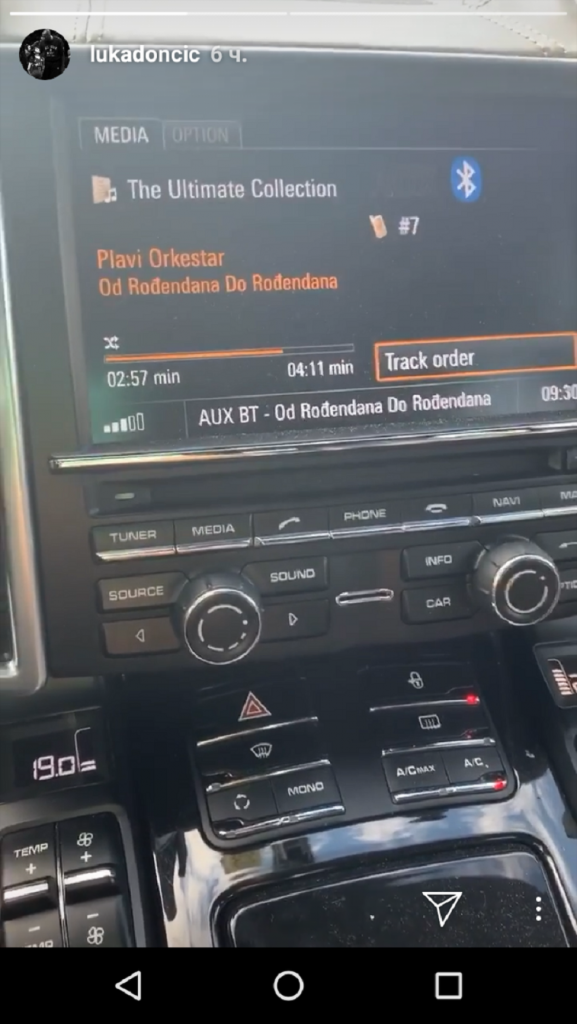 lukadoncic 6 ч.
MEDIA OPTION
The Ultimate Collection
#7
Plavi Orkestar
Od Rođendana Do Rođendana
02:57 min 04:11 min
Track order
AUX BT - Od Rođendana Do Rođendana 09:30
TUNER MEDIA PHONE NAVI
SOURCE SOUND INFO
CAR
19.0
MONO A/C MAX A/C
TEMP
+ +
- -